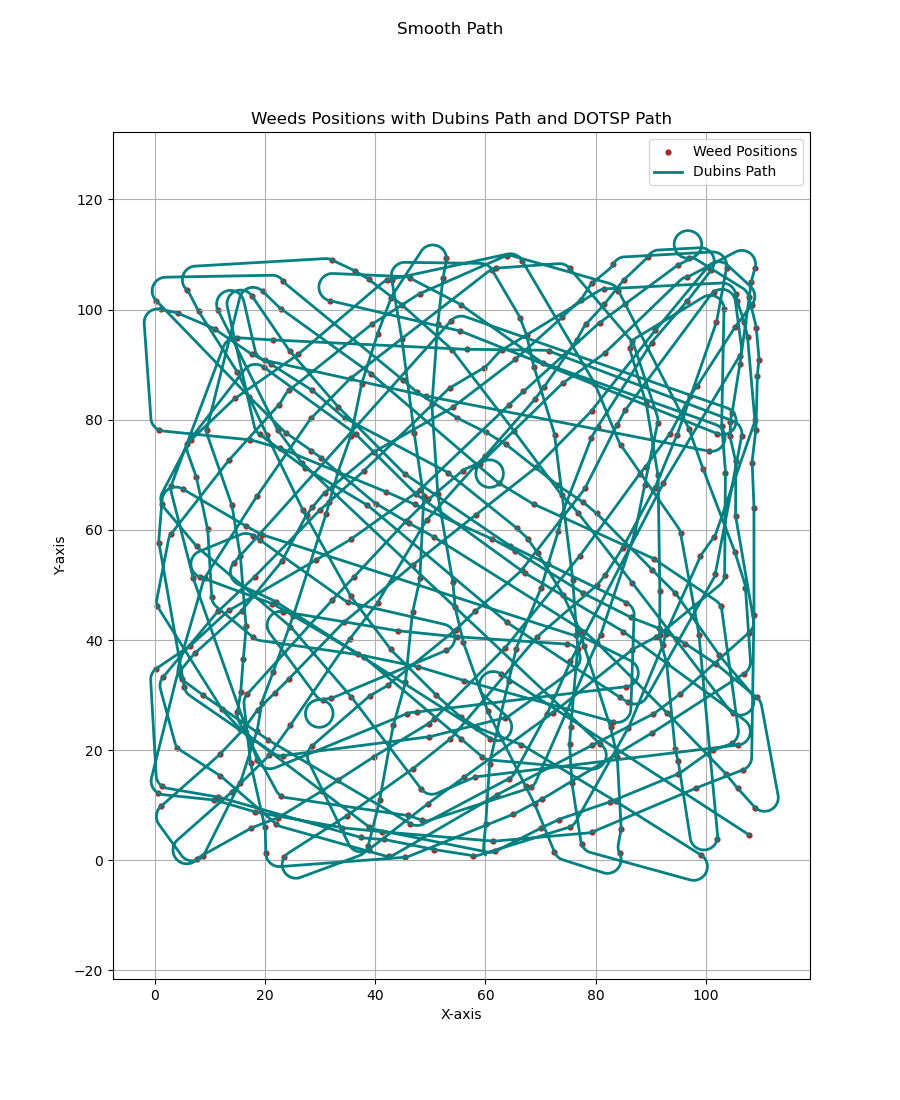 Smooth Path
Weeds Positions with Dubins Path and DOTSP Path
Weed Positions
Dubins Path
120
100
80
60
40
20
0
−20
Y-axis
0 20 40 60 80 100
X-axis